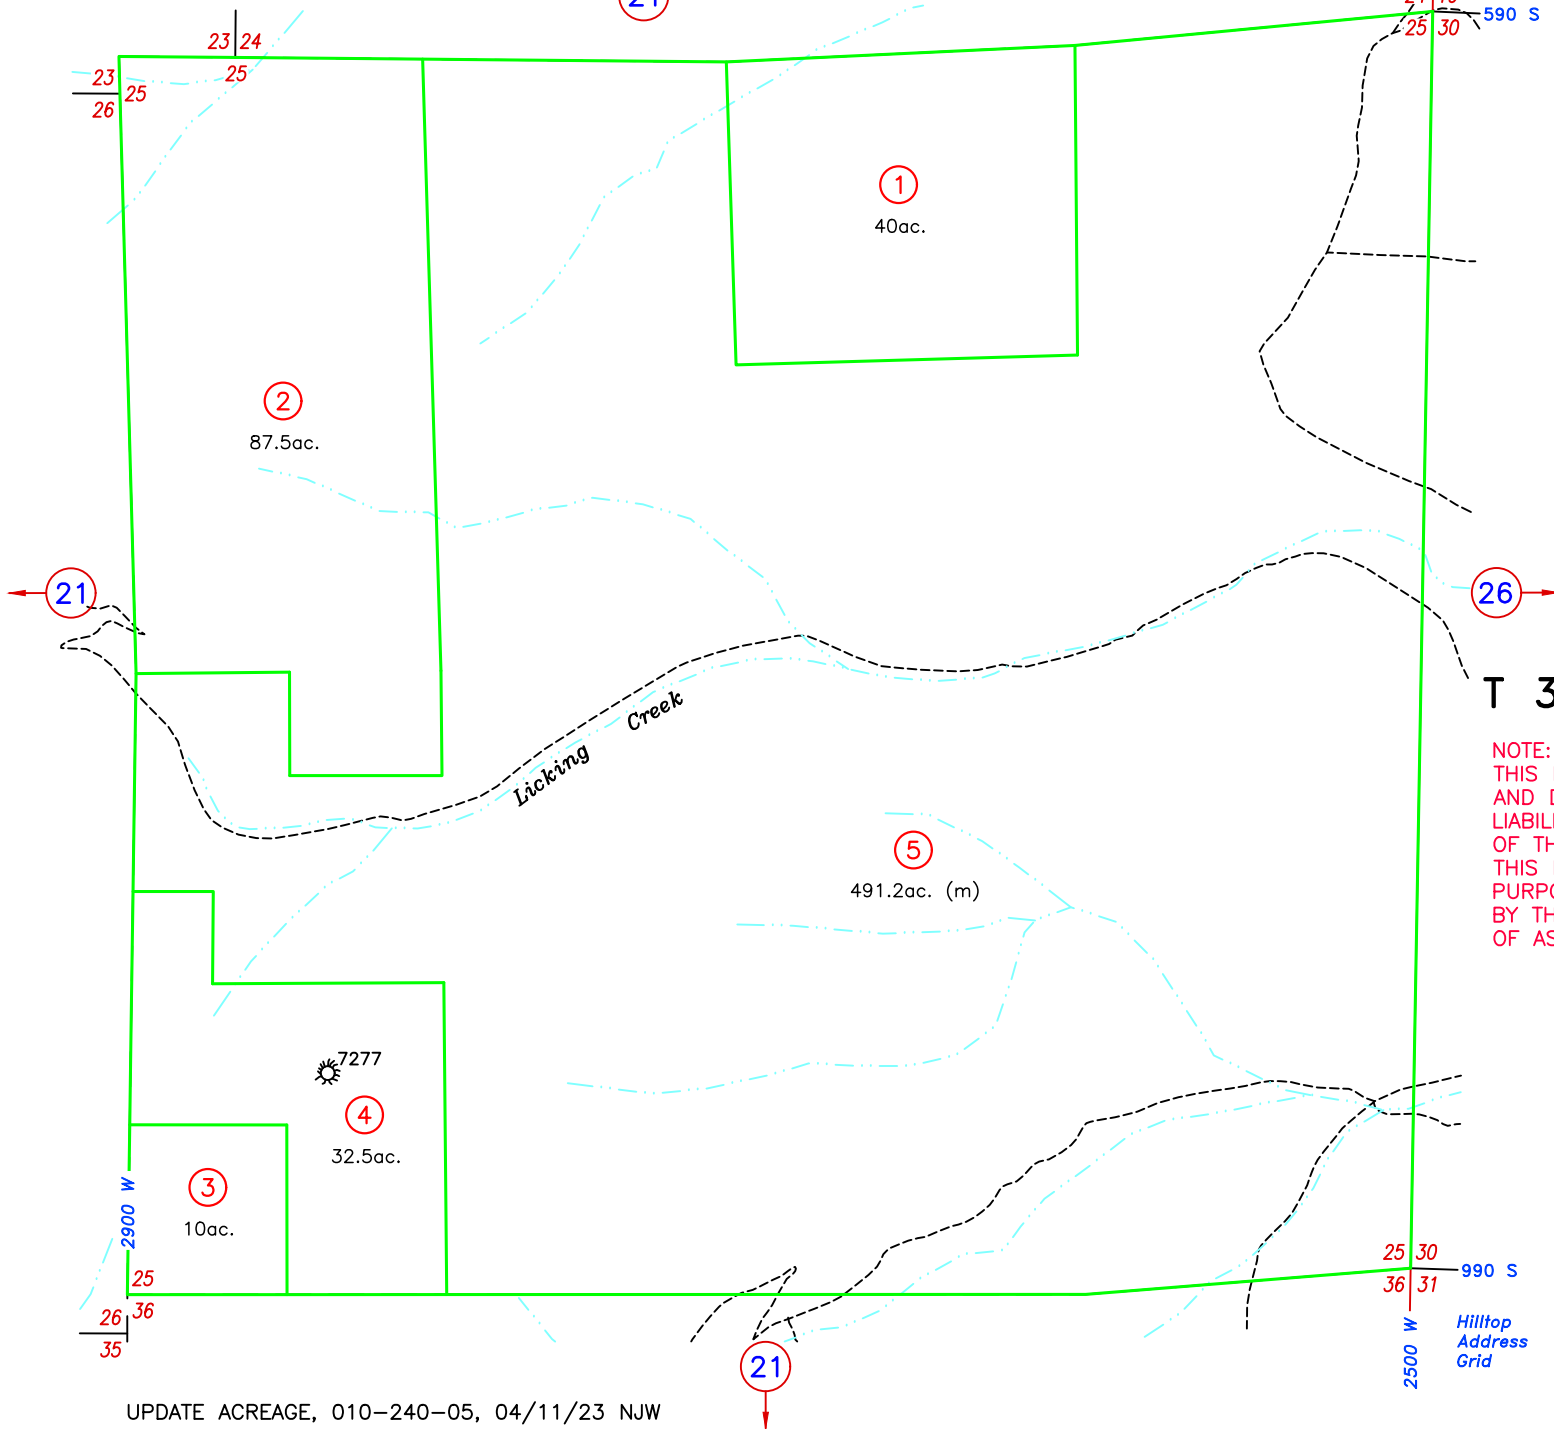 21
590 S
23 24
25 30
25
23 25
26
1
40ac.
2
87.5ac.
21
26
T 3
Licking Creek
NOTE:
THIS
AND
OF TH
THIS
BY TH
OF AS
5
491.2ac. (m)
7277
4
32.5ac.
3
10ac.
2900 W
25
26 36
35
25 30
36 31
990 S
2500 W
Hilltop
Address
Grid
21
UPDATE ACREAGE, 010-240-05, 04/11/23 NJW